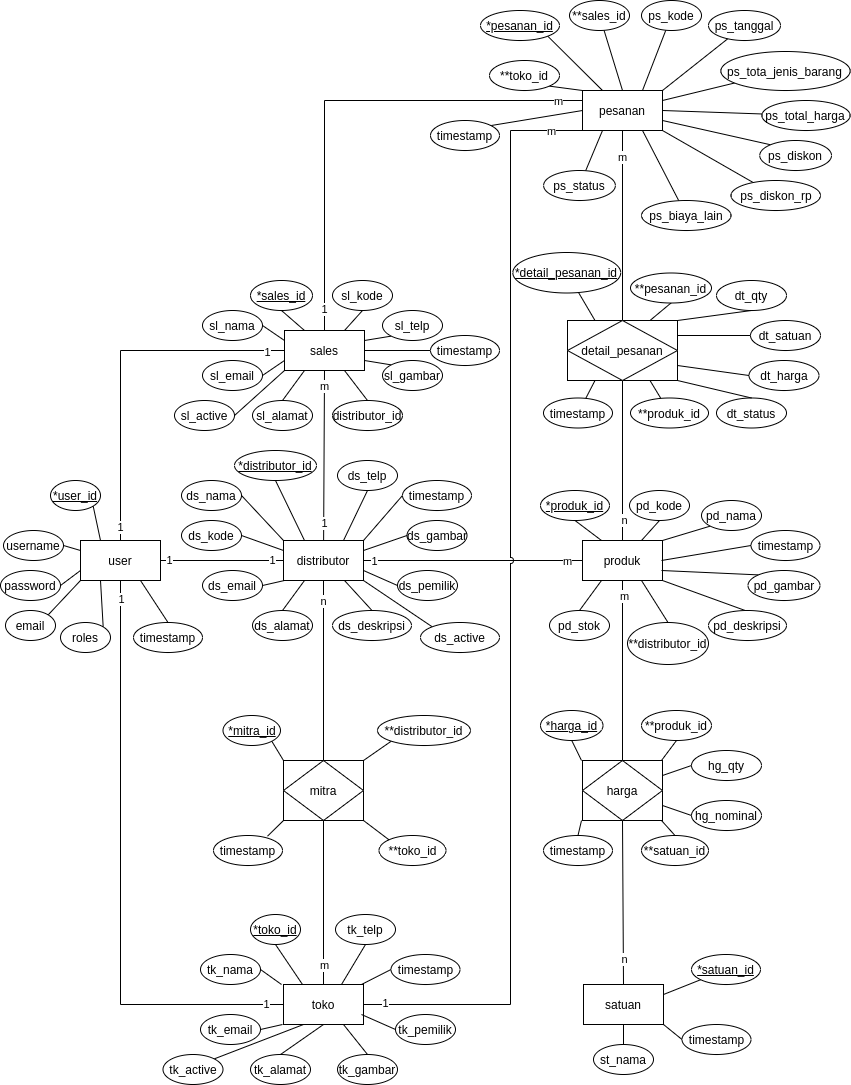 *pesanan_id
**sales_id
ps_kode
ps_tanggal
**toko_id
ps_tota_jenis_barang
pesanan
m
timestamp
ps_total_harga
m
m
ps_diskon
ps_status
ps_diskon_rp
ps_biaya_lain
*detail_pesanan_id
**pesanan_id
dt_qty
*sales_id
sl_kode
1
sl_nama
sl_telp
dt_satuan
1
sales
timestamp
detail_pesanan
sl_email
sl_gambar
dt_harga
m
sl_active
sl_alamat
distributor_id
timestamp
**produk_id
dt_status
*distributor_id
ds_telp
*user_id
ds_nama
timestamp
*produk_id
pd_kode
pd_nama
1
1
n
username
ds_kode
ds_gambar
timestamp
user
1
1
distributor
1
m
produk
password
ds_email
ds_pemilik
pd_gambar
1
n
m
email
roles
timestamp
ds_alamat
ds_deskripsi
ds_active
pd_stok
**distributor_id
pd_deskripsi
*mitra_id
**distributor_id
*harga_id
**produk_id
hg_qty
mitra
harga
hg_nominal
timestamp
**toko_id
timestamp
**satuan_id
*toko_id
tk_telp
tk_nama
m
timestamp
n
*satuan_id
1
toko
1
satuan
tk_email
tk_pemilik
timestamp
tk_active
tk_alamat
tk_gambar
st_nama